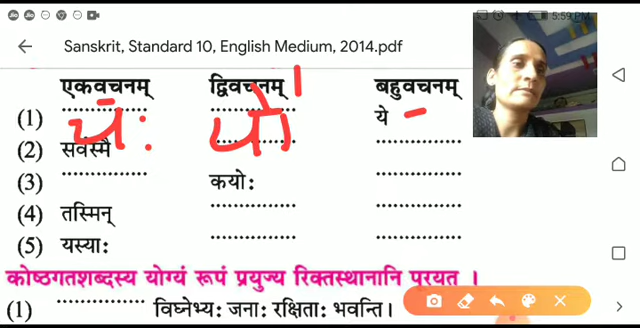 5:59 PM
Sanskrit, Standard 10, English Medium, 2014.pdf
एकवचनम् द्विवचनम् बहुवचनम्
(1) यः यौ ये
(2) सर्वस्मै
(3) कयोः
(4) तस्मिन्
(5) यस्याः
कोष्ठगतशब्दस्य योग्यं रूपं प्रयुज्य रिक्तस्थानानि पूरयत ।
(1) विघ्नेभ्यः जनाः रक्षिताः भवन्ति।